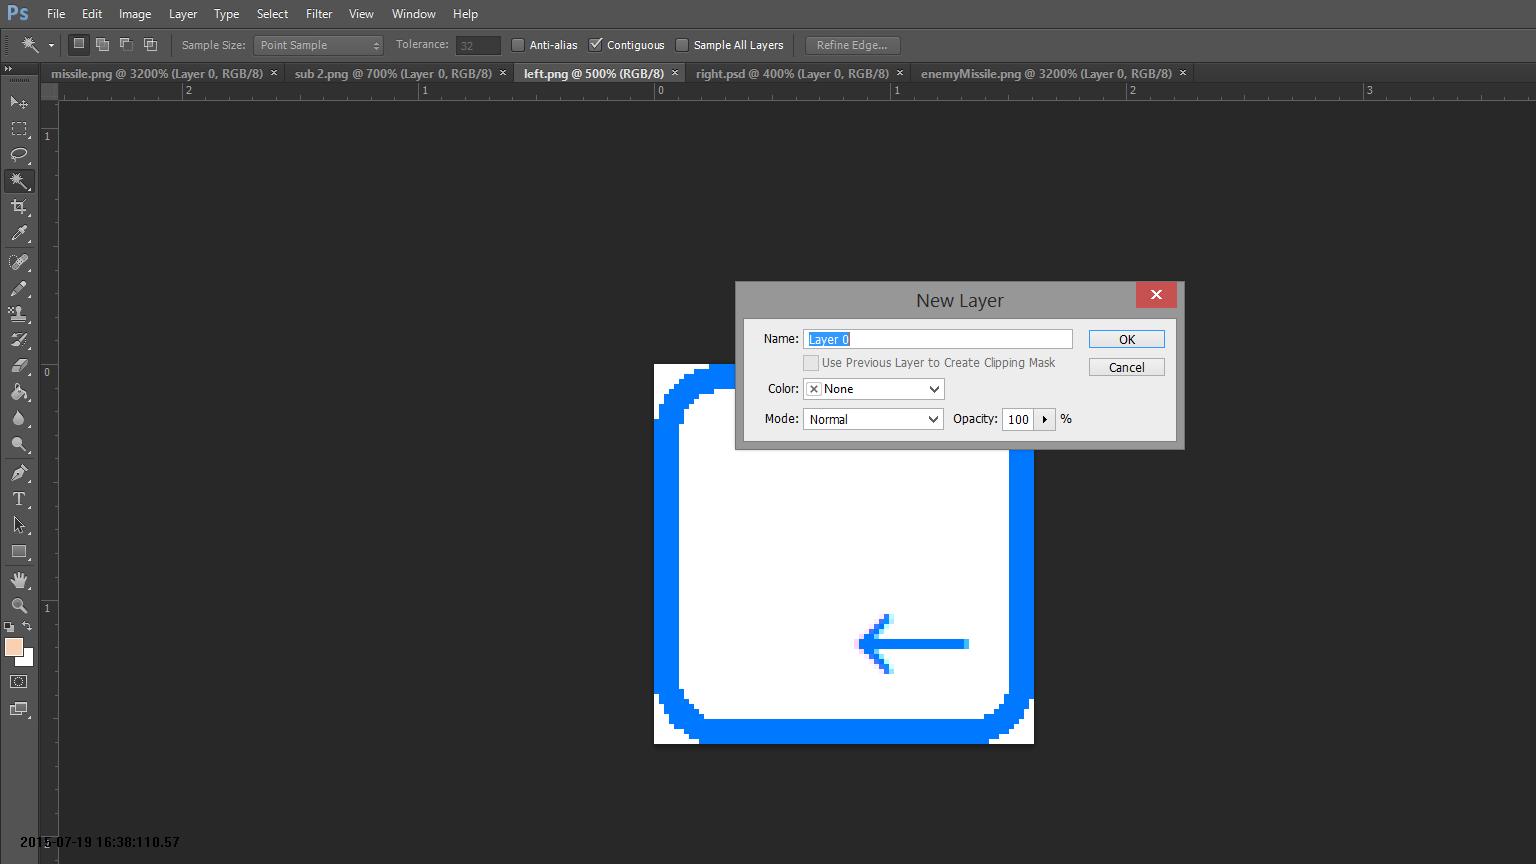 Ps File Edit Image Layer Type Select Filter View Window Help
Sample Size: Point Sample Tolerance: 32 Anti-alias Contiguous Sample All Layers Refine Edge...
missile.png @ 3200% (Layer 0, RGB/8) × sub 2.png @ 700% (Layer 0, RGB/8) × left.png @ 500% (RGB/8) × right.psd @ 400% (Layer 0, RGB/8) × enemyMissile.png @ 3200% (Layer 0, RGB/8) ×
2 1 0 1 2 3
1
New Layer
Name: Layer 0 OK
Use Previous Layer to Create Clipping Mask Cancel
0
Color: None
Mode: Normal Opacity: 100 %
T
1
2015-07-19 16:38:110.57